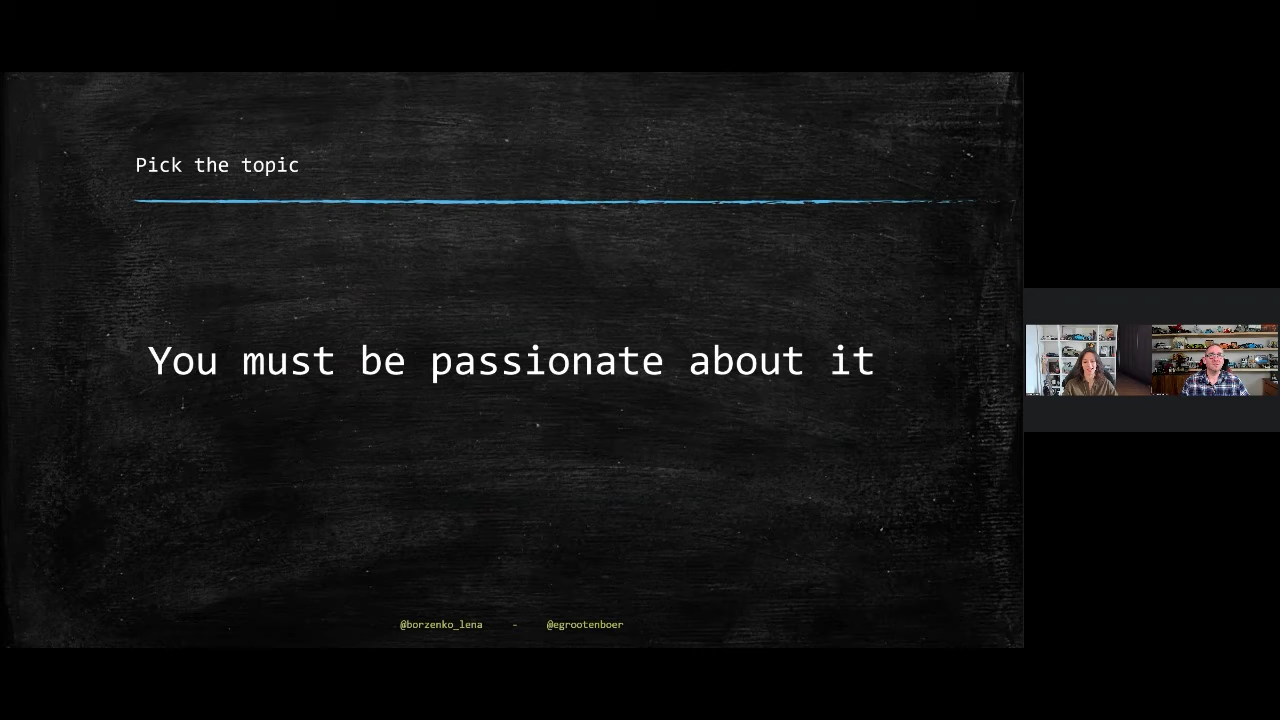 Pick the topic
You must be passionate about it
@borzenko_lena - @egrootenboer